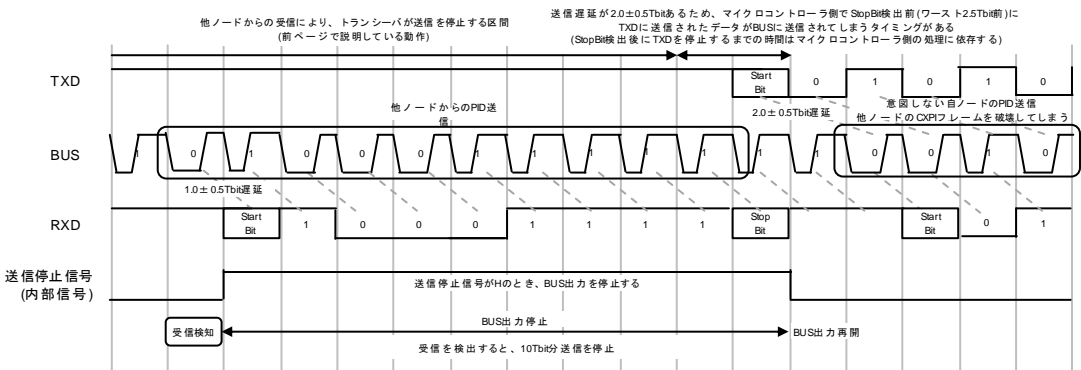 他ノードからの受信により、トランシーバが送信を停止する区間
(前ページで説明している動作)
送信遅延が2.0±0.5Tbitあるため、マイクロコントローラ側でStopBit検出前(ワースト2.5Tbit前)に
TXDに送信されたデータがBUSに送信されてしまうタイミングがある
(StopBit検出後にTXDを停止するまでの時間はマイクロコントローラ側の処理に依存する)
TXD
Start
Bit
0
1
0
1
0
他ノードからのPID送
信
2.0±0.5Tbit遅延
意図しない自ノードのPID送信
他ノードのCXPIフレームを破壊してしまう
BUS
1
0
1
0
0
0
1
1
1
1
1
1
0
0
1
0
1.0±0.5Tbit遅延
RXD
Start
Bit
1
0
0
0
1
1
1
1
Stop
Bit
Start
Bit
0
1
送信停止信号
(内部信号)
送信停止信号がHのとき、BUS出力を停止する
受信検知
BUS出力停止
BUS出力再開
受信を検出すると、10Tbit分送信を停止